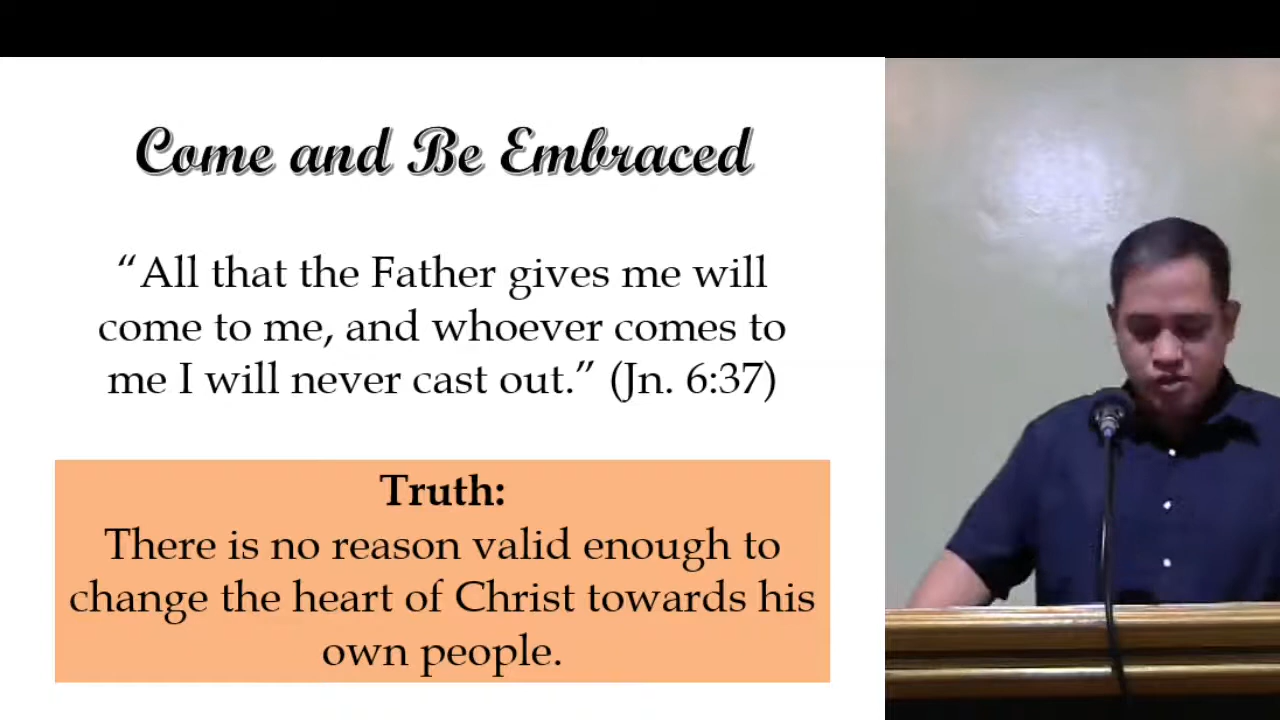 Come and Be Embraced
“All that the Father gives me will
come to me, and whoever comes to
me I will never cast out.” (Jn. 6:37)
Truth:
There is no reason valid enough to
change the heart of Christ towards his
own people.